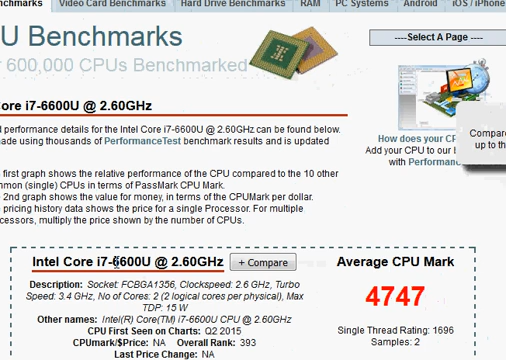 nchmarks Video Card Benchmarks Hard Drive Benchmarks RAM PC Systems Android iOS / iPhone
U Benchmarks
r 600,000 CPUs Benchmarked
----Select A Page ----
Core i7-6600U @ 2.60GHz
d performance details for the Intel Core i7-6600U @ 2.60GHz can be found below.
nade using thousands of PerformanceTest benchmark results and is updated
How does your CP
Add your CPU to our b
with Performan
Compare
up to th
first graph shows the relative performance of the CPU compared to the 10 other
mmon (single) CPUs in terms of PassMark CPU Mark.
2nd graph shows the value for money, in terms of the CPUMark per dollar.
pricing history data shows the price for a single Processor. For multiple
cessors, multiply the price shown by the number of CPUs.
Intel Core i7-6600U @ 2.60GHz + Compare
Description: Socket: FCBGA1356, Clockspeed: 2.6 GHz, Turbo
Speed: 3.4 GHz, No of Cores: 2 (2 logical cores per physical), Max
TDP: 15 W
Other names: Intel(R) Core(TM) i7-6600U CPU @ 2.60GHz
CPU First Seen on Charts: Q2 2015
CPUmark/$Price: NA Overall Rank: 393
Last Price Change: NA
Average CPU Mark
4747
Single Thread Rating: 1696
Samples: 2